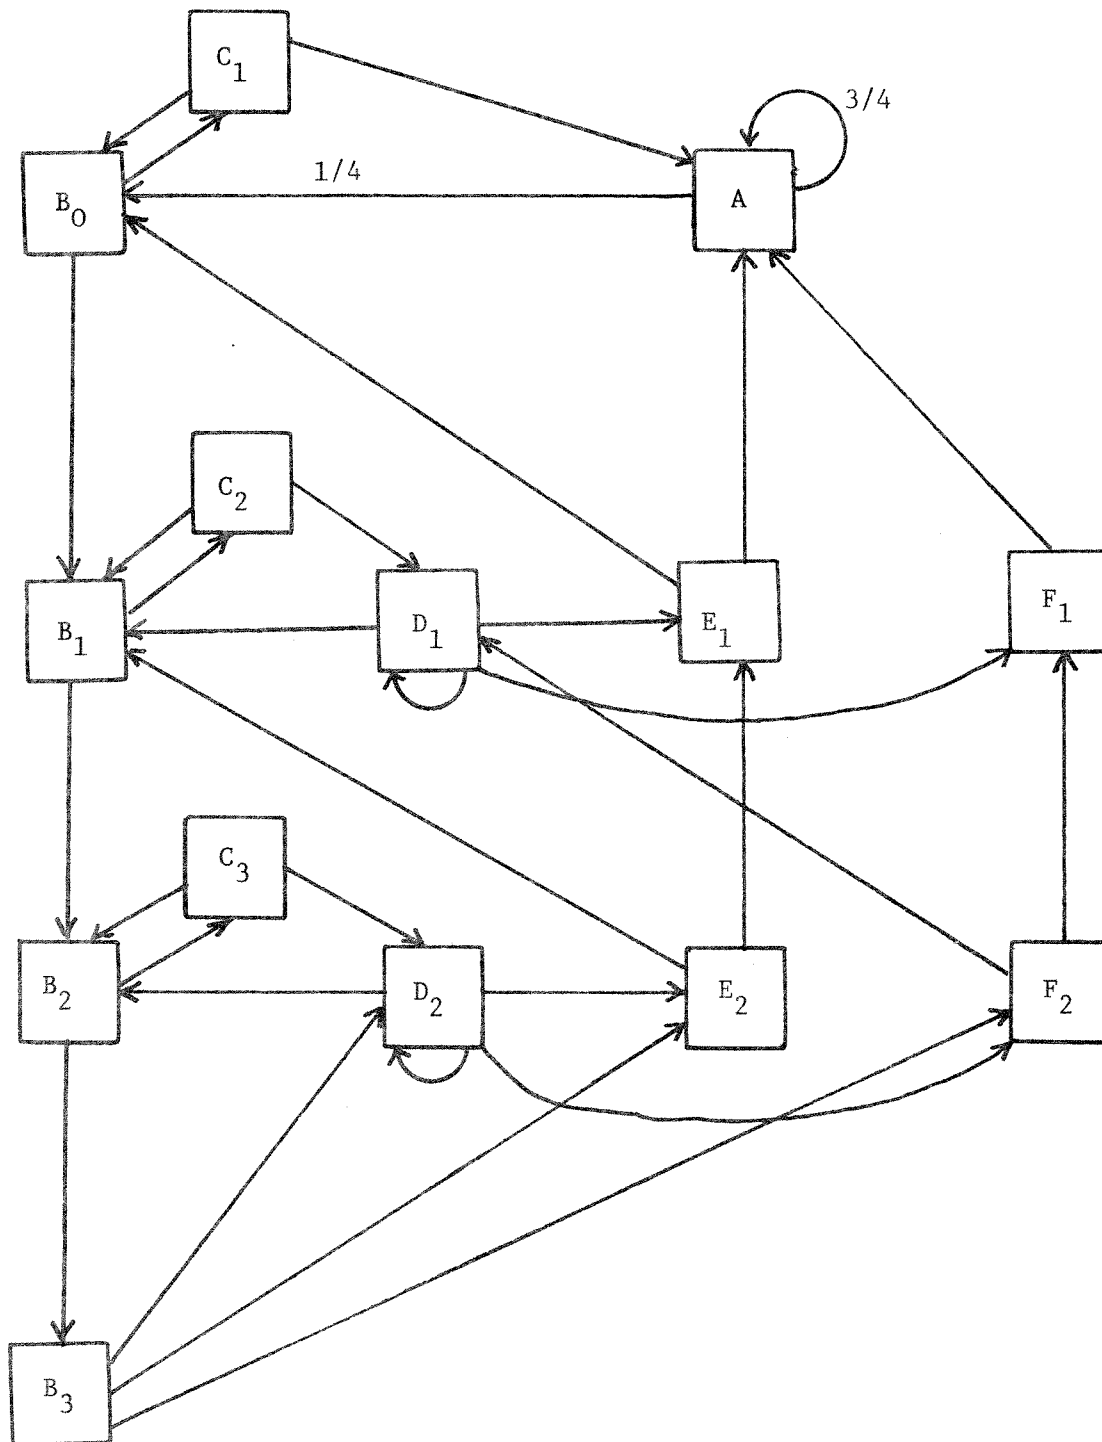 C₁
3/4
1/4
B₀
A
C₂
B₁
D₁
E₁
F₁
C₃
B₂
D₂
E₂
F₂
B₃